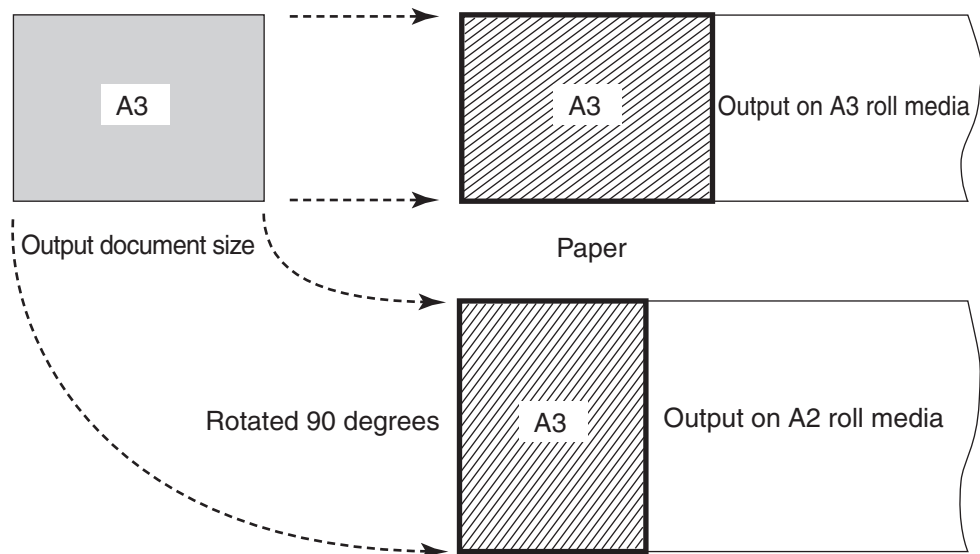 A3
A3
Output on A3 roll media
Output document size
Paper
Rotated 90 degrees
A3
Output on A2 roll media